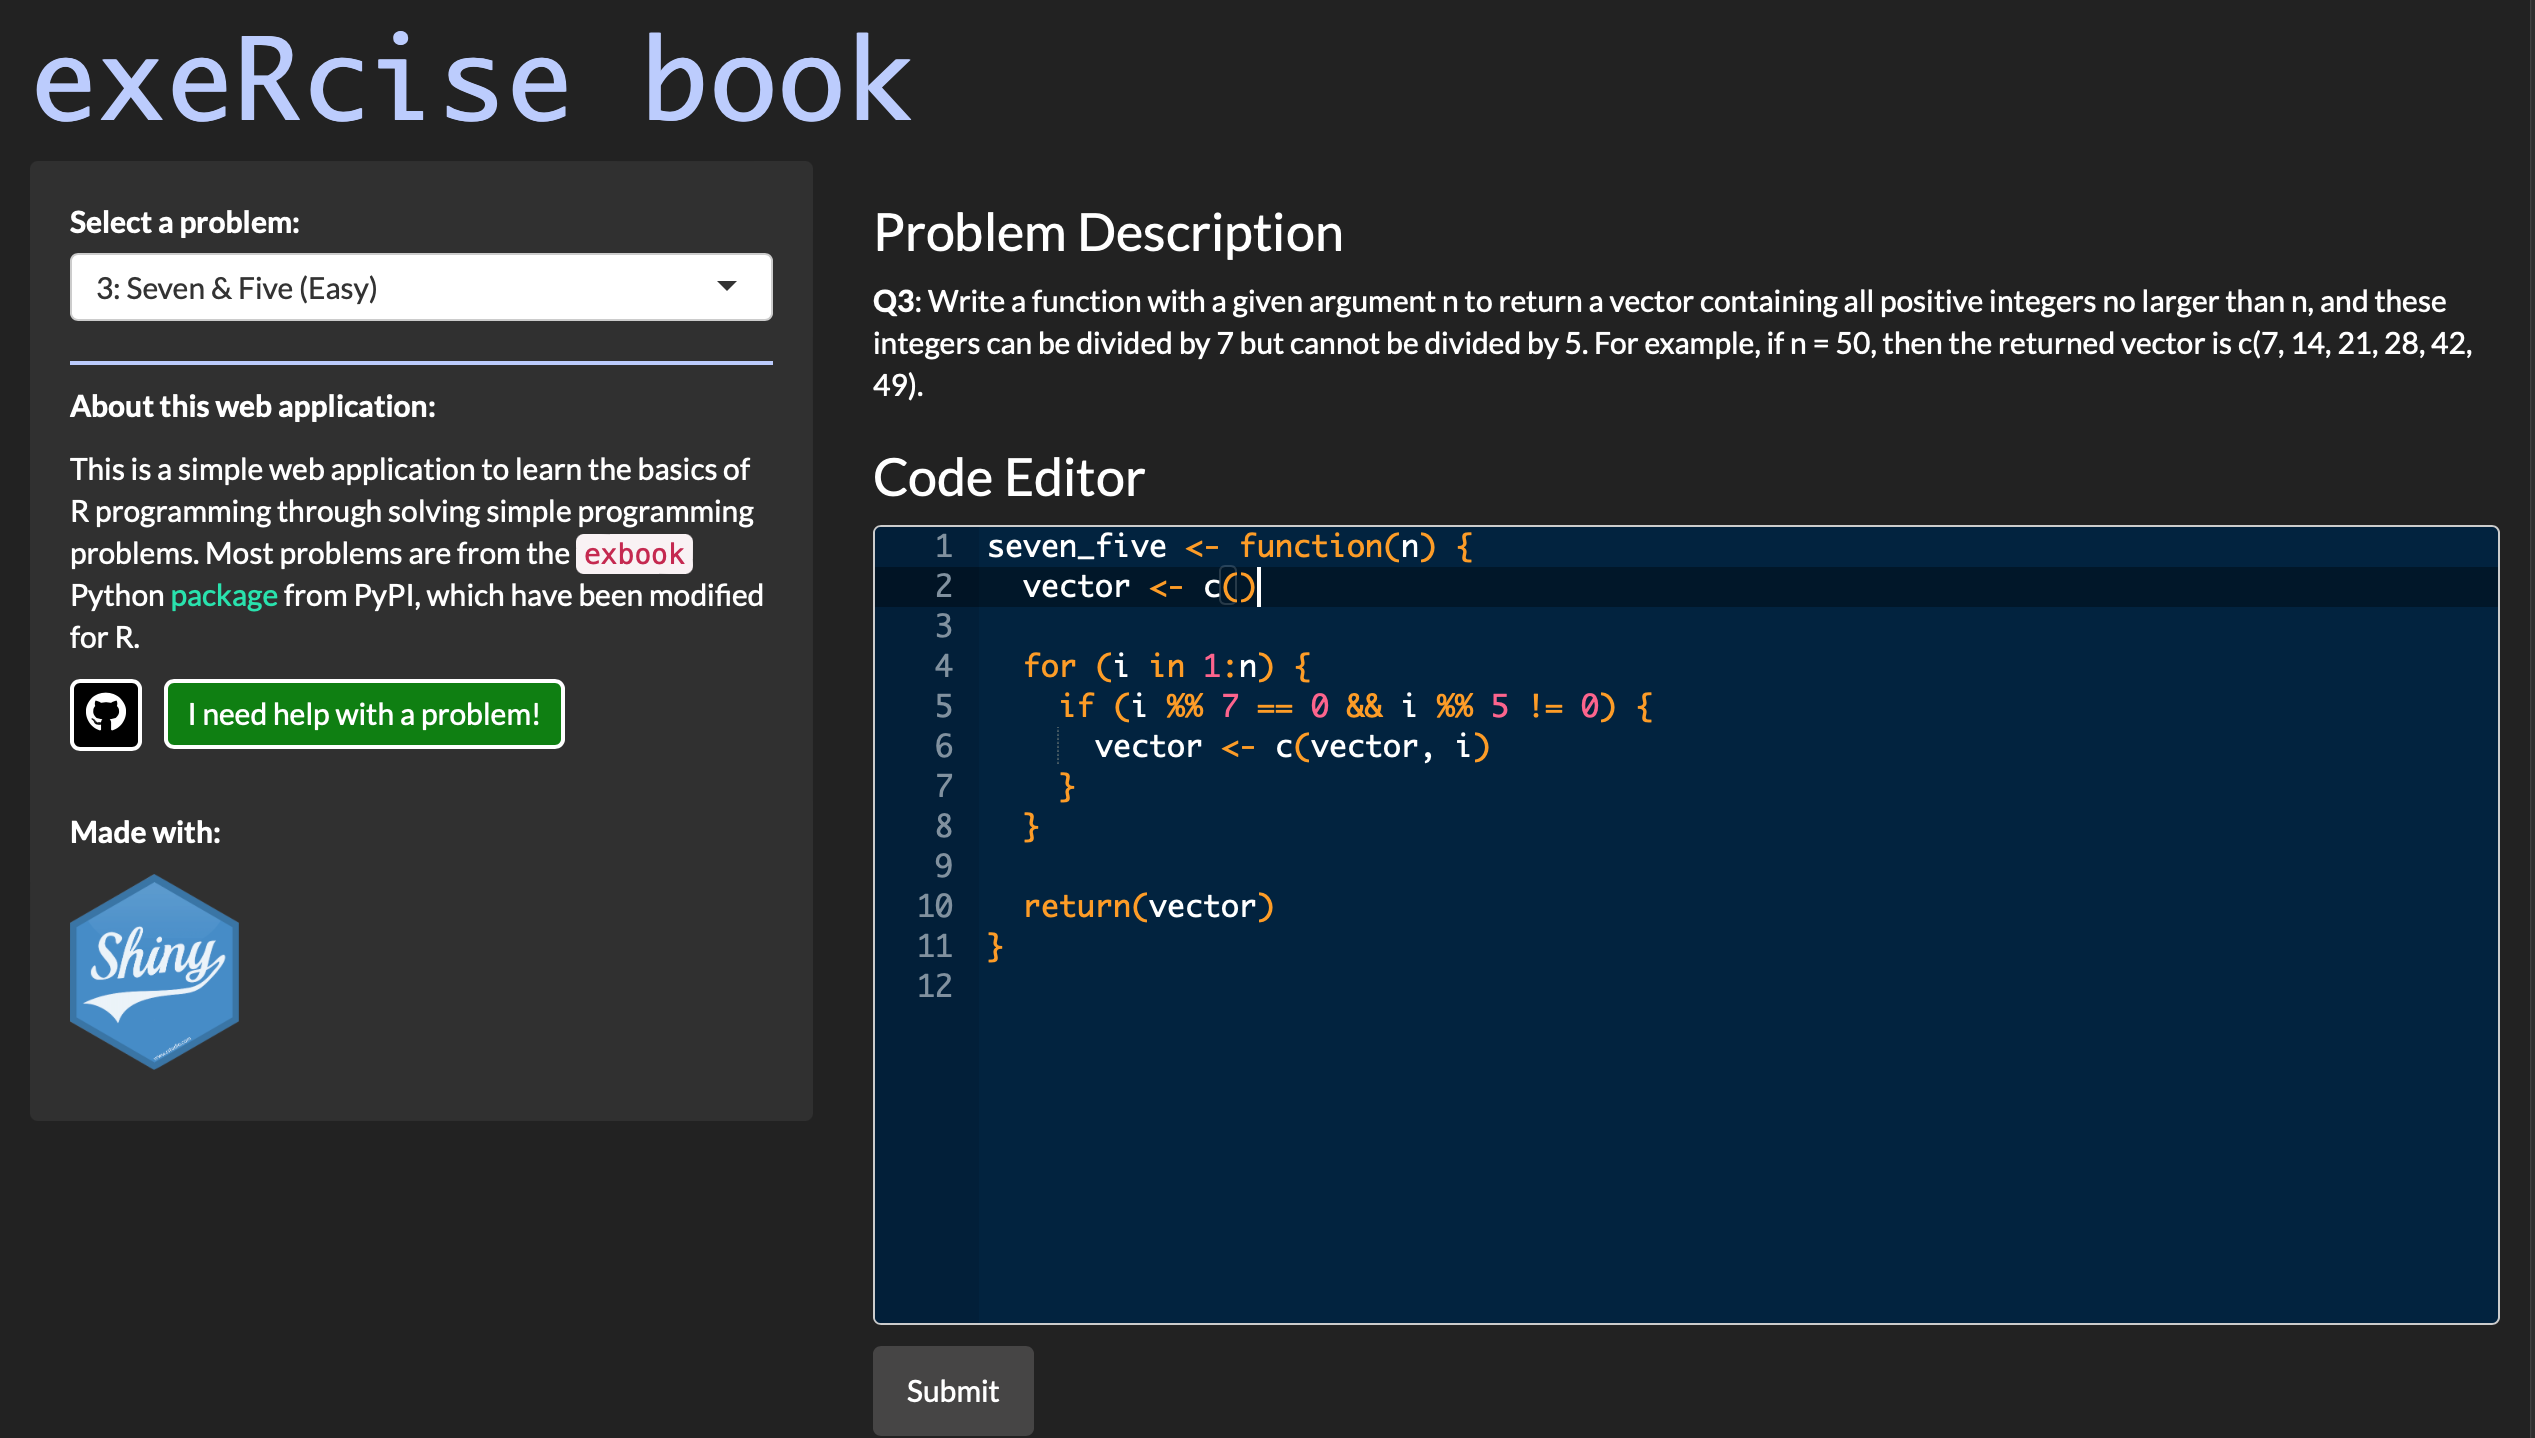 exeRcise book
Select a problem:
3: Seven & Five (Easy)
About this web application:
This is a simple web application to learn the basics of
R programming through solving simple programming
problems. Most problems are from the exbook
Python package from PyPI, which have been modified
for R.
I need help with a problem!
Made with:
Shiny
Problem Description
Q3: Write a function with a given argument n to return a vector containing all positive integers no larger than n, and these
integers can be divided by 7 but cannot be divided by 5. For example, if n = 50, then the returned vector is c(7, 14, 21, 28, 42,
49).
Code Editor
1 seven_five <- function(n) {
2   vector <- c()
3
4   for (i in 1:n) {
5     if (i %% 7 == 0 && i %% 5 != 0) {
6       vector <- c(vector, i)
7     }
8   }
9
10   return(vector)
11 }
12
Submit